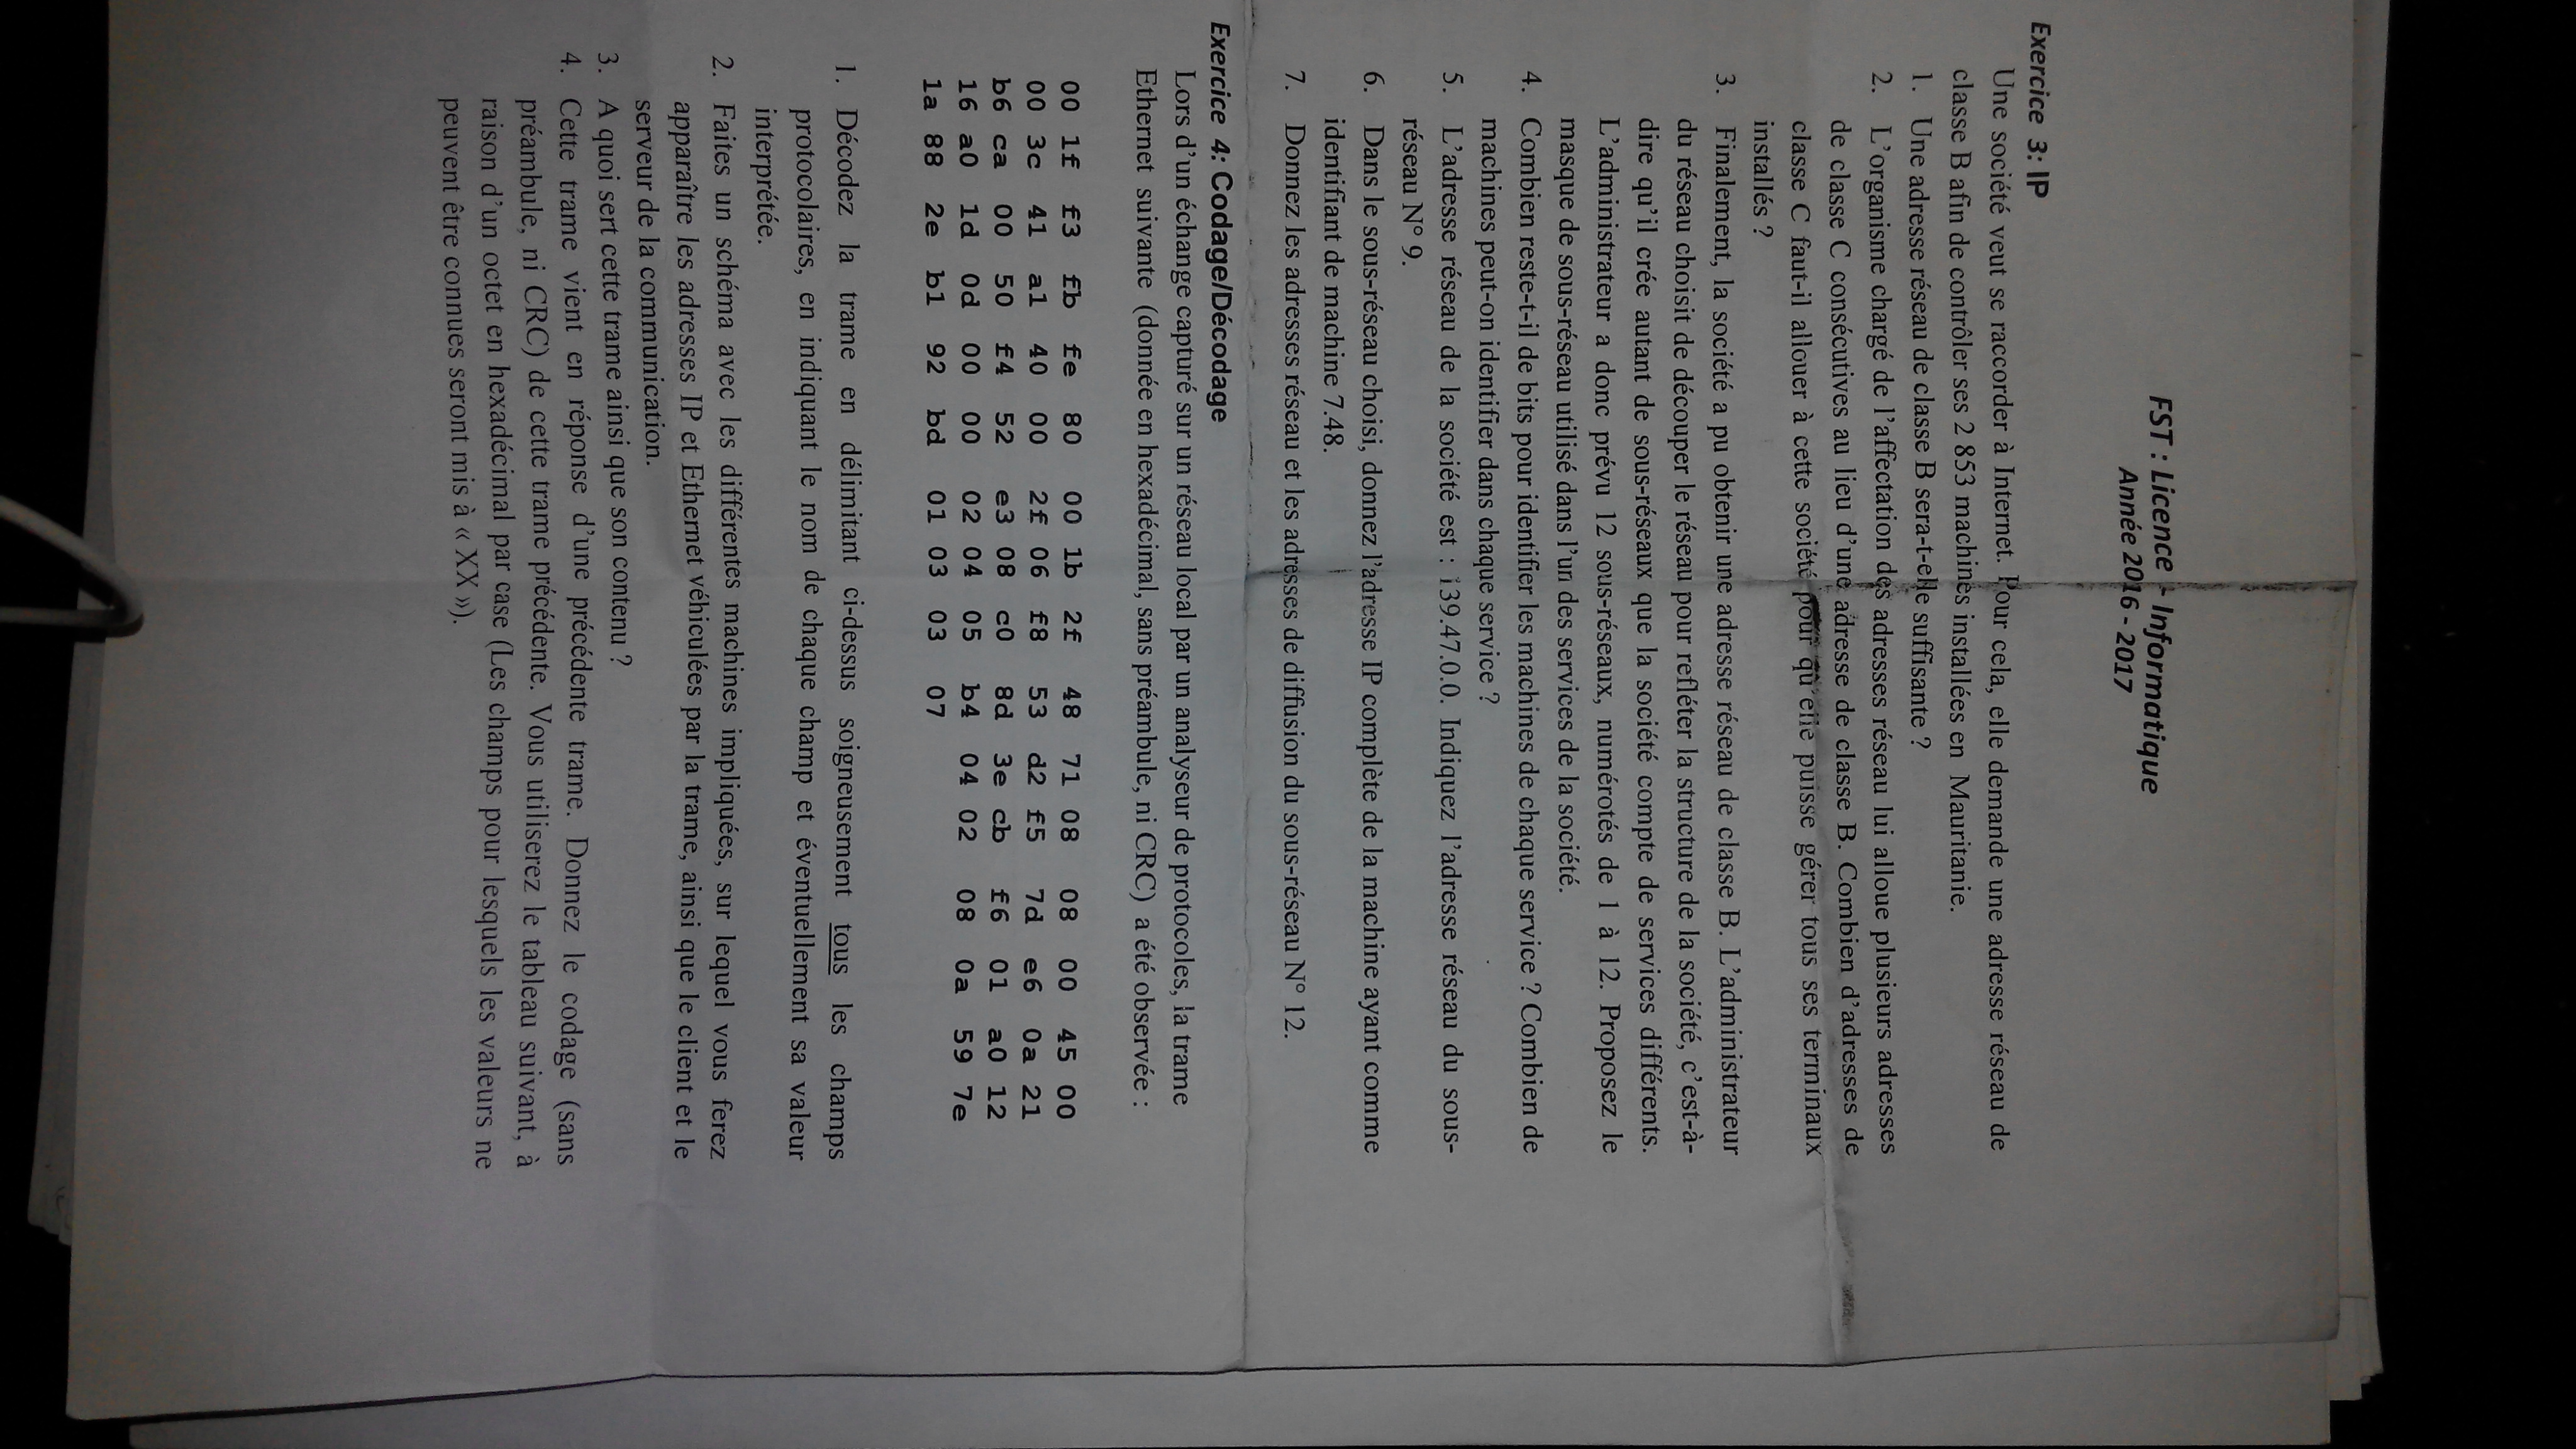 FST : Licence - Informatique
Année 2016 - 2017
Exercice 3: IP
Une société veut se raccorder à Internet. Pour cela, elle demande une adresse réseau de
classe B afin de contrôler ses 2 853 machines installées en Mauritanie.
1. Une adresse réseau de classe B sera-t-elle suffisante ?
2. L'organisme chargé de l'affectation des adresses réseau lui alloue plusieurs adresses
de classe C consécutives au lieu d'une adresse de classe B. Combien d'adresses de
classe C faut-il allouer à cette société pour qu'elle puisse gérer tous ses terminaux
installés ?
3. Finalement, la société a pu obtenir une adresse réseau de classe B. L'administrateur
du réseau choisit de découper le réseau pour refléter la structure de la société, c'est-à-
dire qu'il crée autant de sous-réseaux que la société compte de services différents.
L'administrateur a donc prévu 12 sous-réseaux, numérotés de 1 à 12. Proposez le
masque de sous-réseau utilisé dans l'un des services de la société.
4. Combien reste-t-il de bits pour identifier les machines de chaque service ? Combien de
machines peut-on identifier dans chaque service ?
5. L'adresse réseau de la société est : 139.47.0.0. Indiquez l'adresse réseau du sous-
réseau N° 9.
6. Dans le sous-réseau choisi, donnez l'adresse IP complète de la machine ayant comme
identifiant de machine 7.48.
7. Donnez les adresses réseau et les adresses de diffusion du sous-réseau N° 12.
Exercice 4: Codage/Décodage
Lors d'un échange capturé sur un réseau local par un analyseur de protocoles, la trame
Ethernet suivante (donnée en hexadécimal, sans préambule, ni CRC) a été observée :
00 1f f3 fb fe 80 00 1b 2f 48 71 08 08 00 45 00
00 3c 41 a1 40 00 2f 06 f8 53 d2 f5 7d e6 0a 21
b6 ca 00 50 f4 52 e3 08 c0 8d 3e cb f6 01 a0 12
16 a0 1d 0d 00 00 02 04 05 b4 04 02 08 0a 59 7e
1a 88 2e b1 92 bd 01 03 03 07
1. Décodez la trame en délimitant ci-dessus soigneusement tous les champs
protocolaires, en indiquant le nom de chaque champ et éventuellement sa valeur
interprétée.
2. Faites un schéma avec les différentes machines impliquées, sur lequel vous ferez
apparaître les adresses IP et Ethernet véhiculées par la trame, ainsi que le client et le
serveur de la communication.
3. A quoi sert cette trame ainsi que son contenu ?
4. Cette trame vient en réponse d'une précédente trame. Donnez le codage (sans
préambule, ni CRC) de cette trame précédente. Vous utiliserez le tableau suivant, à
raison d'un octet en hexadécimal par case (Les champs pour lesquels les valeurs ne
peuvent être connues seront mis à « XX »).